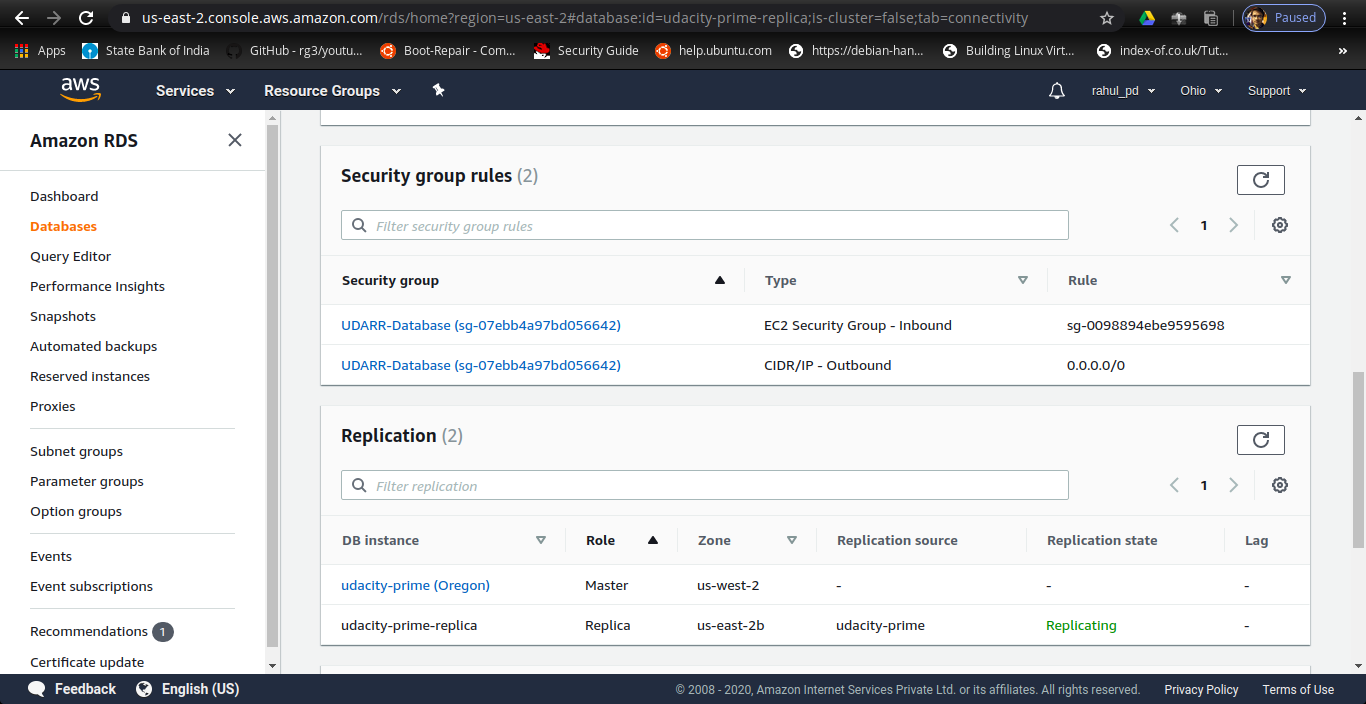 us-east-2.console.aws.amazon.com/rds/home?region=us-east-2#database:id=udacity-prime-replica;is-cluster=false;tab=connectivity
Paused
Apps State Bank of India GitHub - rg3/youtu... Boot-Repair - Com... Security Guide help.ubuntu.com https://debian-han... Building Linux Virt... index-of.co.uk/Tut... »
aws Services Resource Groups rahul_pd Ohio Support
Amazon RDS
Dashboard
Databases
Query Editor
Performance Insights
Snapshots
Automated backups
Reserved instances
Proxies
Subnet groups
Parameter groups
Option groups
Events
Event subscriptions
Recommendations 1
Certificate update
Security group rules (2)
Filter security group rules
1
Security group Type Rule
UDARR-Database (sg-07ebb4a97bd056642) EC2 Security Group - Inbound sg-0098894ebe9595698
UDARR-Database (sg-07ebb4a97bd056642) CIDR/IP - Outbound 0.0.0.0/0
Replication (2)
Filter replication
1
DB instance Role Zone Replication source Replication state Lag
udacity-prime (Oregon) Master us-west-2 - - -
udacity-prime-replica Replica us-east-2b udacity-prime Replicating -
Feedback English (US) © 2008 - 2020, Amazon Internet Services Private Ltd. or its affiliates. All rights reserved. Privacy Policy Terms of Use